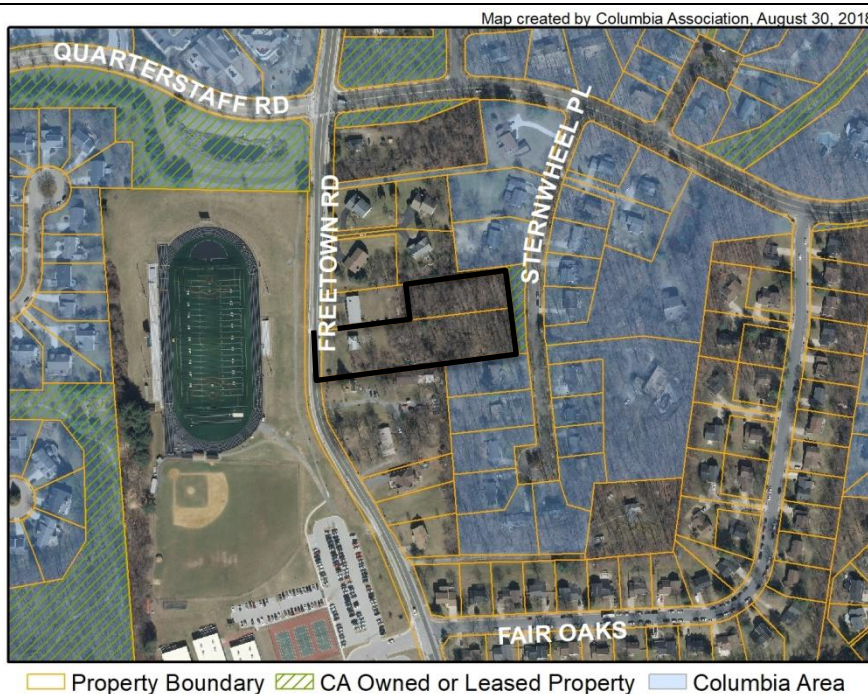 Map created by Columbia Association, August 30, 2018
QUARTERSTAFF RD
FREETOWN RD
STERNWHEEL PL
FAIR OAKS
Property Boundary CA Owned or Leased Property Columbia Area